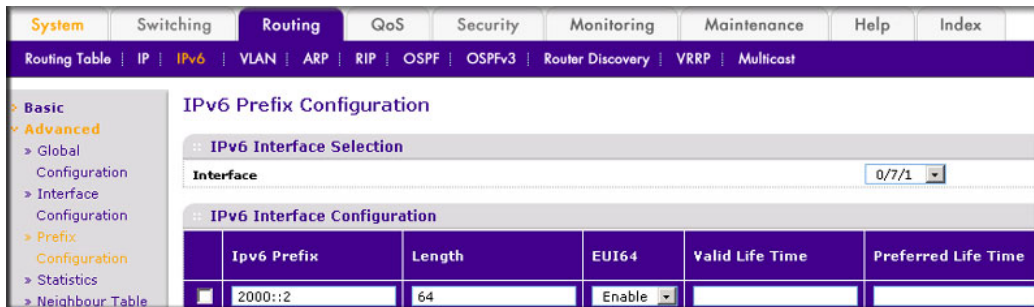 System Switching Routing QoS Security Monitoring Maintenance Help Index
Routing Table IP IPv6 VLAN ARP RIP OSPF OSPFv3 Router Discovery VRRP Multicast
Basic
Advanced
» Global
Configuration
» Interface
Configuration
» Prefix
Configuration
» Statistics
» Neighbour Table
IPv6 Prefix Configuration
IPv6 Interface Selection
Interface 0/7/1
IPv6 Interface Configuration
Ipv6 Prefix Length EUI64 Valid Life Time Preferred Life Time
2000::2 64 Enable